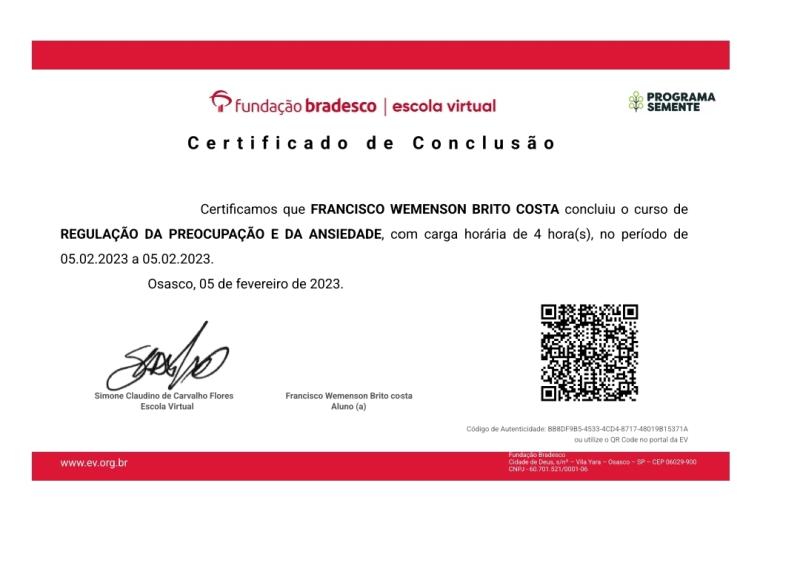 fundação bradesco | escola virtual
PROGRAMA
SEMENTE
Certificado de Conclusão
Certificamos que FRANCISCO WEMENSON BRITO COSTA concluiu o curso de
REGULAÇÃO DA PREOCUPAÇÃO E DA ANSIEDADE, com carga horária de 4 hora(s), no período de
05.02.2023 a 05.02.2023.
Osasco, 05 de fevereiro de 2023.
Simone Claudino de Carvalho Flores
Escola Virtual
Francisco Wemenson Brito costa
Aluno (a)
Código de Autenticidade: BB8DF9B5-4533-4CD4-8717-48019B15371A
ou utilize o QR Code no portal da EV
www.ev.org.br
Fundação Bradesco
Cidade de Deus, s/nº – Vila Yara – Osasco – SP – CEP 06029-900
CNPJ - 60.701.521/0001-06